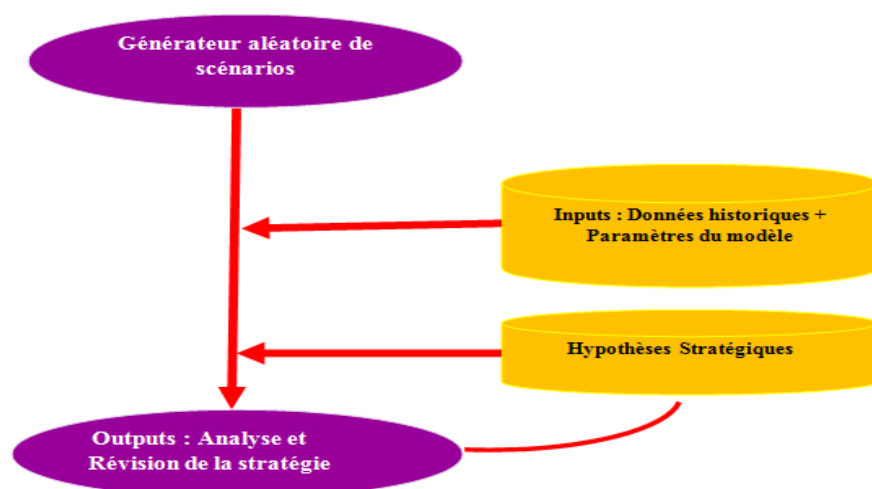 Générateur aléatoire de
scénarios
Inputs : Données historiques +
Paramètres du modèle
Hypothèses Stratégiques
Outputs : Analyse et
Révision de la stratégie